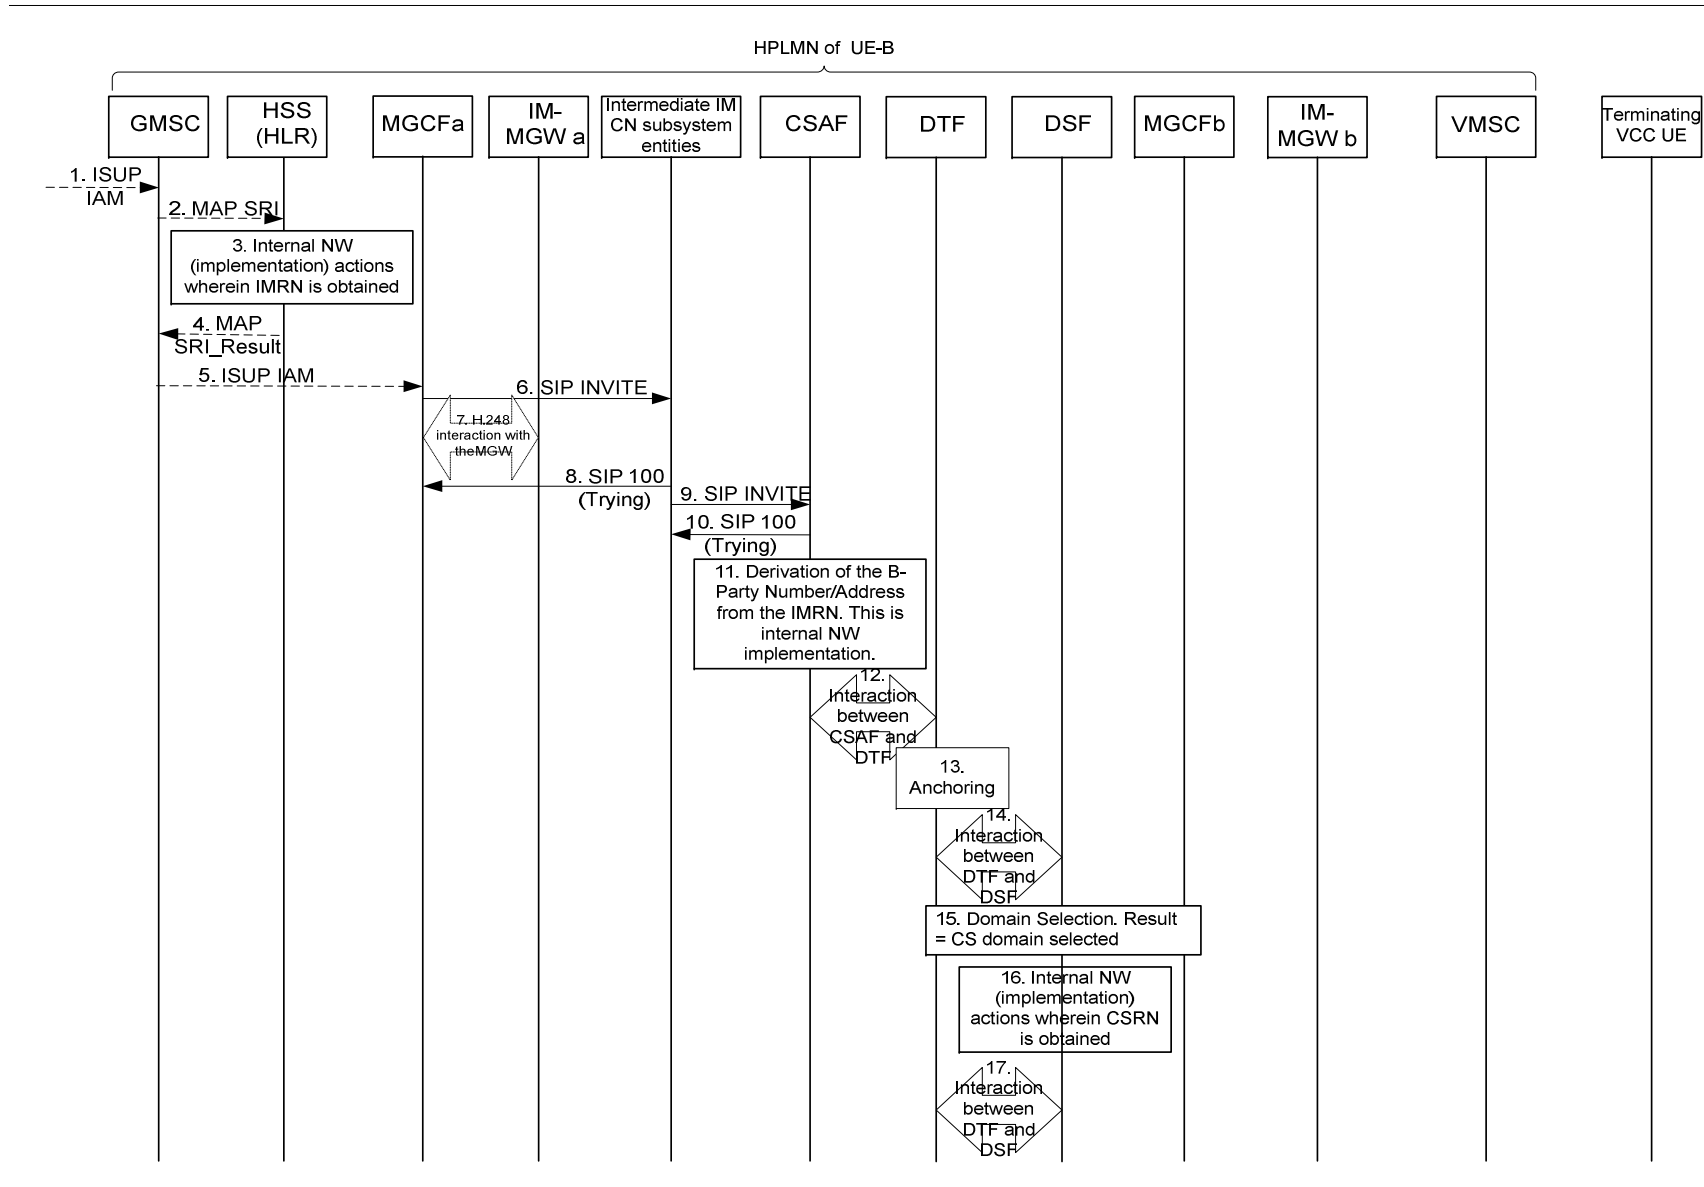 HPLMN of UE-B
GMSC
HSS
(HLR)
MGCFa
IM-
MGW a
Intermediate IM
CN subsystem
entities
CSAF
DTF
DSF
MGCFb
IM-
MGW b
VMSC
Terminating
VCC UE
1. ISUP
IAM
2. MAP SRI
3. Internal NW
(implementation) actions
wherein IMRN is obtained
4. MAP
SRI_Result
5. ISUP IAM
6. SIP INVITE
7. H.248
interaction with
theMGW
8. SIP 100
(Trying)
9. SIP INVITE
10. SIP 100
(Trying)
11. Derivation of the B-
Party Number/Address
from the IMRN. This is
internal NW
implementation.
12.
Interaction
between
CSAF and
DTF
13.
Anchoring
14.
Interaction
between
DTF and
DSF
15. Domain Selection. Result
= CS domain selected
16. Internal NW
(implementation)
actions wherein CSRN
is obtained
17.
Interaction
between
DTF and
DSF